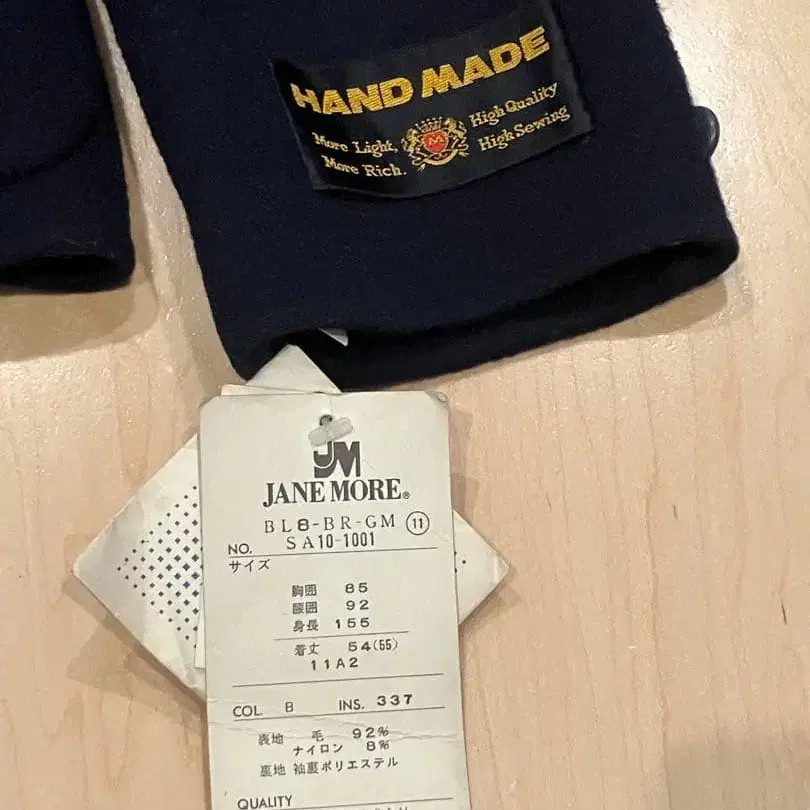 HAND MADE
More Light, High Quality
More Rich. High Sewing
M
JM
JANE MORE®
BL8-BR-GM ⑪
NO. SA10-1001
サイズ
胸囲 85
腰囲 92
身長 155
着丈 54(55)
11A2
COL. B INS. 337
表地 毛 92%
ナイロン 8%
裏地 袖裏ポリエステル
QUALITY